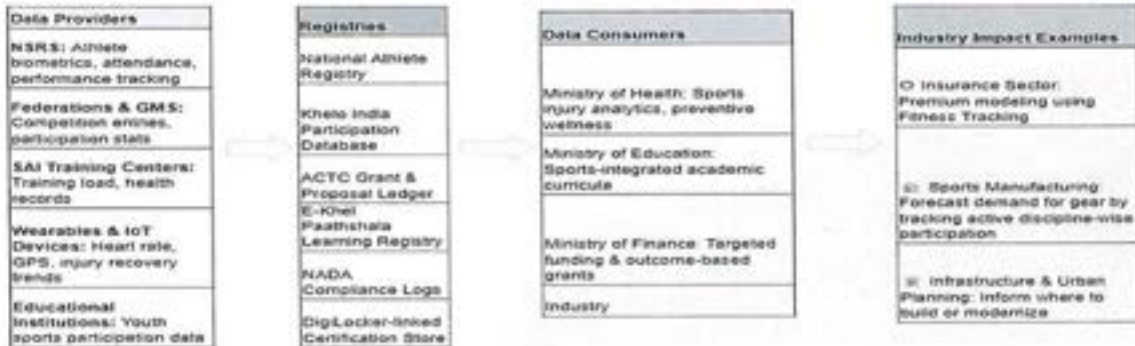 Data Providers
NSRS: Athlete
biometrics, attendance,
performance tracking
Federations & GMS:
Competition entries,
participation stats
SAI Training Centers:
Training load, health
records
Wearables & IoT
Devices: Heart rate,
GPS, injury recovery
trends
Educational
Institutions: Youth
sports participation data
Registries
National Athlete
Registry
Khelo India
Participation
Database
ACTC Grant &
Proposal Ledger
E-Khel
Paathshala
Learning Registry
NADA
Compliance Logs
DigiLocker-linked
Certification Store
Data Consumers
Ministry of Health: Sports
injury analytics, preventive
wellness
Ministry of Education:
Sports-integrated academic
curricula
Ministry of Finance: Targeted
funding & outcome-based
grants
Industry
Industry Impact Examples
Insurance Sector:
Premium modeling using
Fitness Tracking
Sports Manufacturing:
Forecast demand for gear by
tracking active discipline-wise
participation
Infrastructure & Urban
Planning: Inform where to
build or modernize